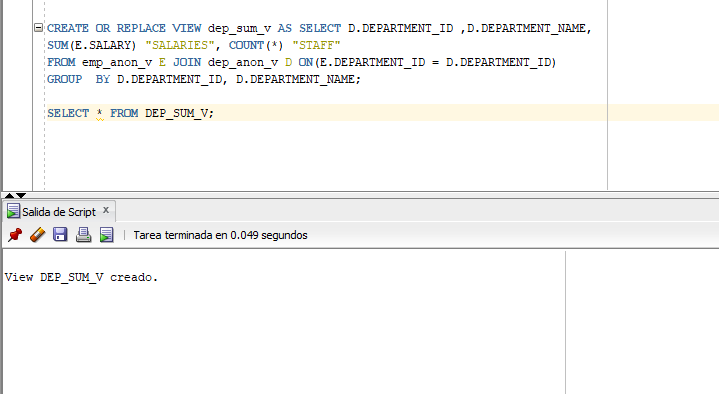 CREATE OR REPLACE VIEW dep_sum_v AS SELECT D.DEPARTMENT_ID ,D.DEPARTMENT_NAME,
SUM(E.SALARY) "SALARIES", COUNT(*) "STAFF"
FROM emp_anon_v E JOIN dep_anon_v D ON(E.DEPARTMENT_ID = D.DEPARTMENT_ID)
GROUP  BY D.DEPARTMENT_ID, D.DEPARTMENT_NAME;
SELECT * FROM DEP_SUM_V;
Salida de Script x
Tarea terminada en 0.049 segundos
View DEP_SUM_V creado.